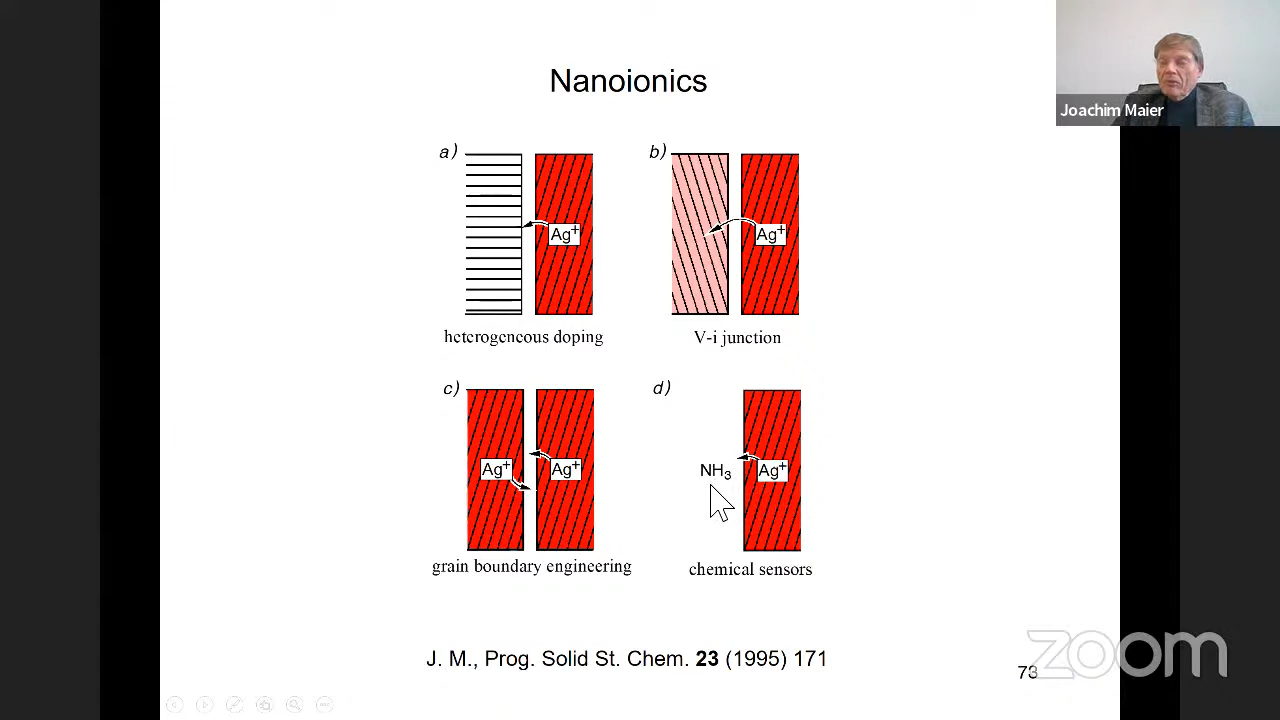 Nanoionics
Joachim Maier
a)
b)
Ag+
Ag+
heterogeneous doping
V-i junction
c)
d)
Ag+
Ag+
NH3
Ag+
grain boundary engineering
chemical sensors
J. M., Prog. Solid St. Chem. 23 (1995) 171
zoom